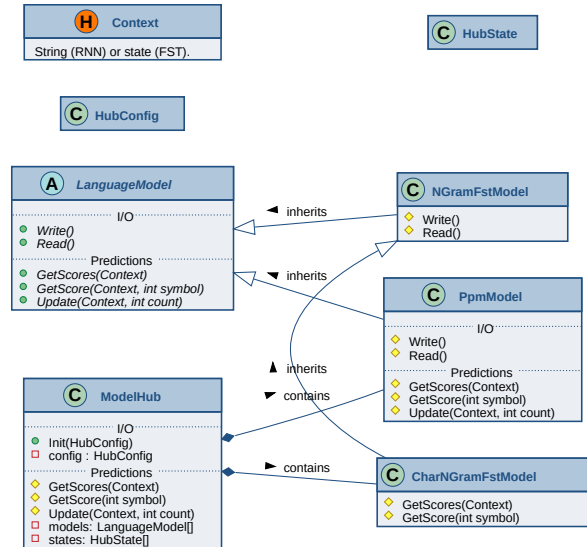 H Context
String (RNN) or state (FST).
C HubState
C HubConfig
A LanguageModel
I/O
Write()
Read()
Predictions
GetScores(Context)
GetScore(Context, int symbol)
Update(Context, int count)
inherits
C NGramFstModel
Write()
Read()
inherits
C PpmModel
I/O
Write()
Read()
Predictions
GetScores(Context)
GetScore(int symbol)
Update(Context, int count)
inherits
contains
C ModelHub
I/O
Init(HubConfig)
config : HubConfig
Predictions
GetScores(Context)
GetScore(int symbol)
Update(Context, int count)
models: LanguageModel[]
states: HubState[]
contains
C CharNGramFstModel
GetScores(Context)
GetScore(int symbol)